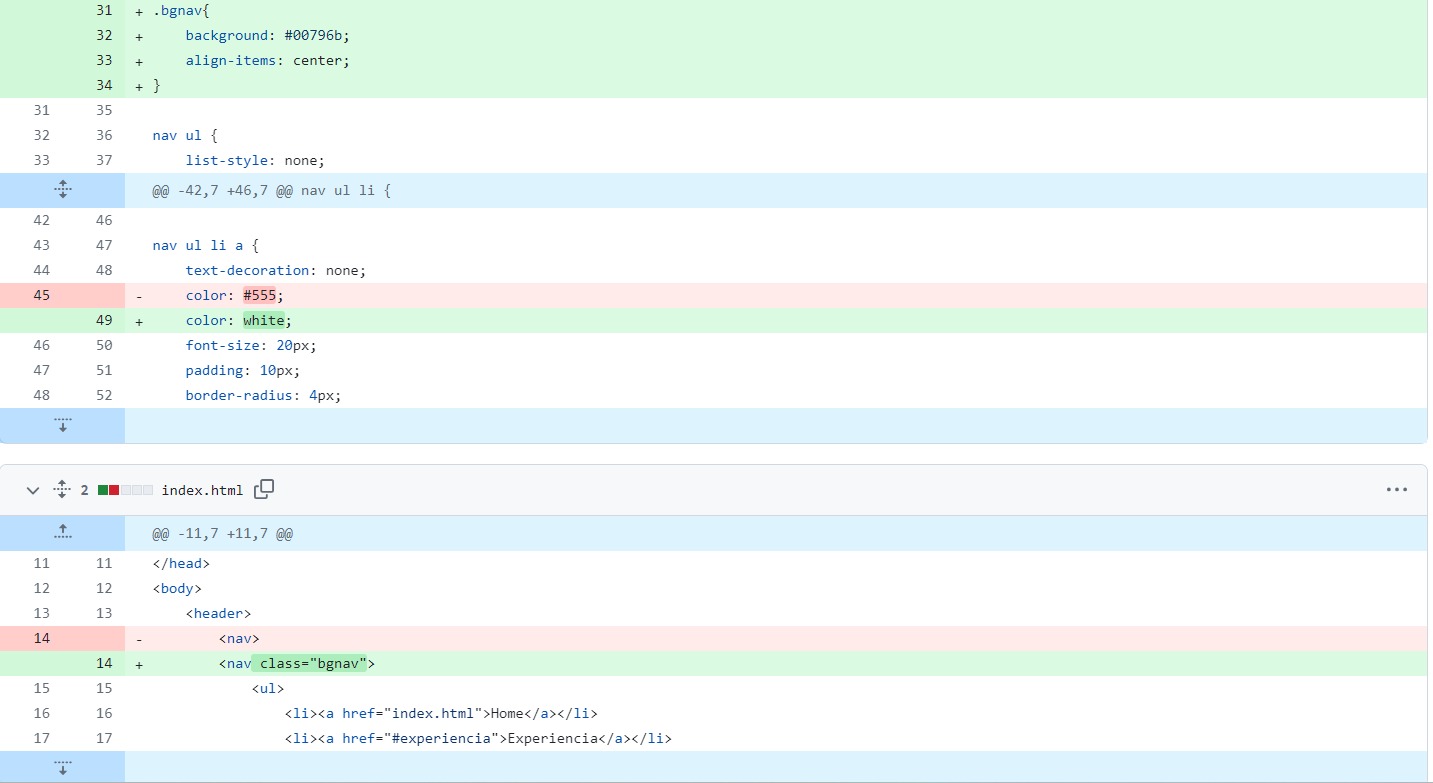 31 + .bgnav{
32 +     background: #00796b;
33 +     align-items: center;
34 + }
31 35
32 36 nav ul {
33 37     list-style: none;
@@ -42,7 +46,7 @@ nav ul li {
42 46
43 47 nav ul li a {
44 48     text-decoration: none;
45 -     color: #555;
49 +     color: white;
46 50     font-size: 20px;
47 51     padding: 10px;
48 52     border-radius: 4px;
2 index.html
@@ -11,7 +11,7 @@
11 11 </head>
12 12 <body>
13 13     <header>
14 -         <nav>
14 +         <nav class="bgnav">
15 15             <ul>
16 16                 <li><a href="index.html">Home</a></li>
17 17                 <li><a href="#experiencia">Experiencia</a></li>